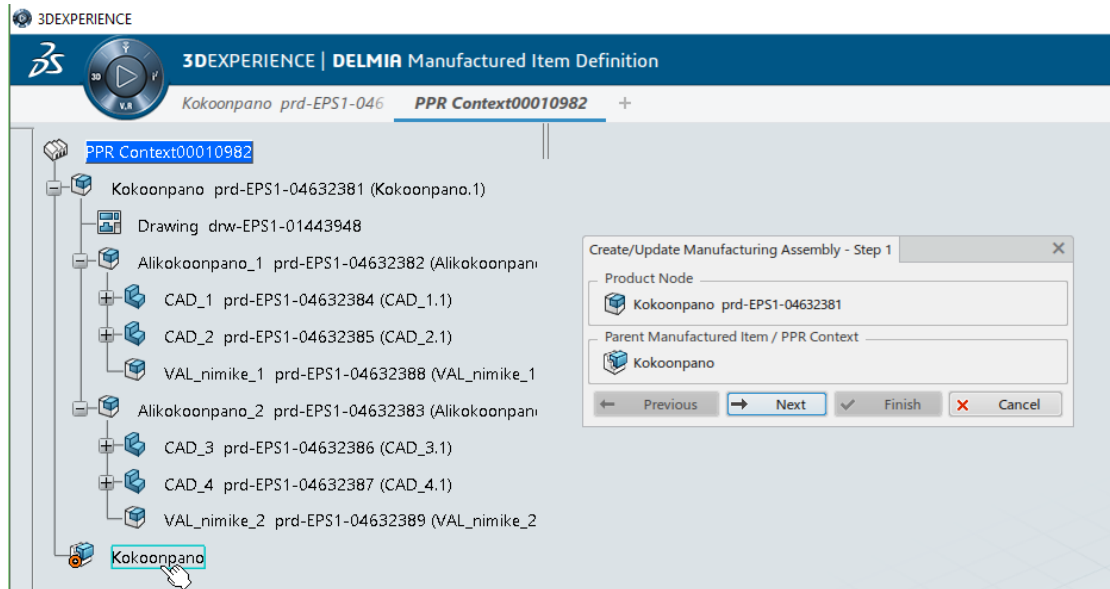 3DEXPERIENCE
3DEXPERIENCE | DELMIA Manufactured Item Definition
3D
V.R
Kokoonpano prd-EPS1-046 PPR Context00010982 +
PPR Context00010982
Kokoonpano prd-EPS1-04632381 (Kokoonpano.1)
Drawing drw-EPS1-01443948
Alikokoonpano_1 prd-EPS1-04632382 (Alikokoonpan
CAD_1 prd-EPS1-04632384 (CAD_1.1)
CAD_2 prd-EPS1-04632385 (CAD_2.1)
VAL_nimike_1 prd-EPS1-04632388 (VAL_nimike_1
Alikokoonpano_2 prd-EPS1-04632383 (Alikokoonpan
CAD_3 prd-EPS1-04632386 (CAD_3.1)
CAD_4 prd-EPS1-04632387 (CAD_4.1)
VAL_nimike_2 prd-EPS1-04632389 (VAL_nimike_2
Kokoonpano
Create/Update Manufacturing Assembly - Step 1
Product Node
Kokoonpano prd-EPS1-04632381
Parent Manufactured Item / PPR Context
Kokoonpano
Previous Next Finish Cancel